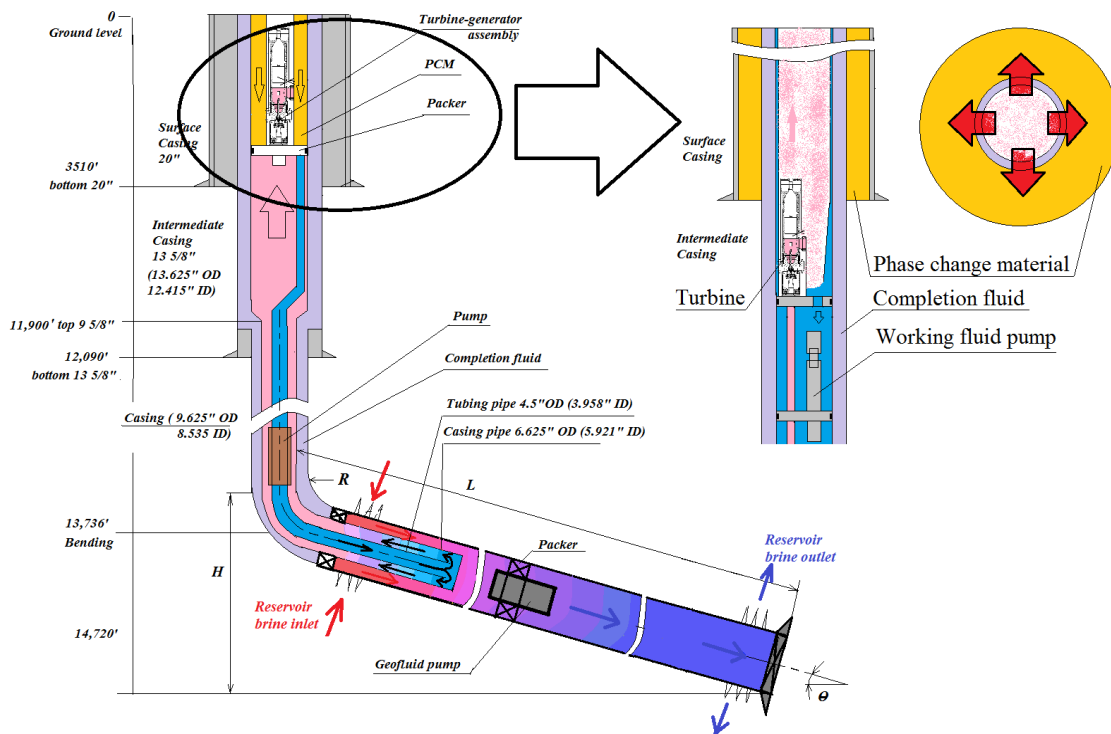 0
Ground level
Turbine-generator
assembly
PCM
Packer
Surface
Casing
20"
3510'
bottom 20"
Intermediate
Casing
13 5/8"
(13.625" OD
12.415" ID)
11,900' top 9 5/8"
12,090'
bottom 13 5/8"
Pump
Completion fluid
Casing ( 9.625" OD
8.535 ID)
Tubing pipe 4.5"OD (3.958" ID)
Casing pipe 6.625" OD (5.921" ID)
R
L
13,736'
Bending
H
Packer
Reservoir
brine outlet
Reservoir
brine inlet
14,720'
Geofluid pump
Θ
Surface
Casing
Intermediate
Casing
Turbine
Phase change material
Completion fluid
Working fluid pump